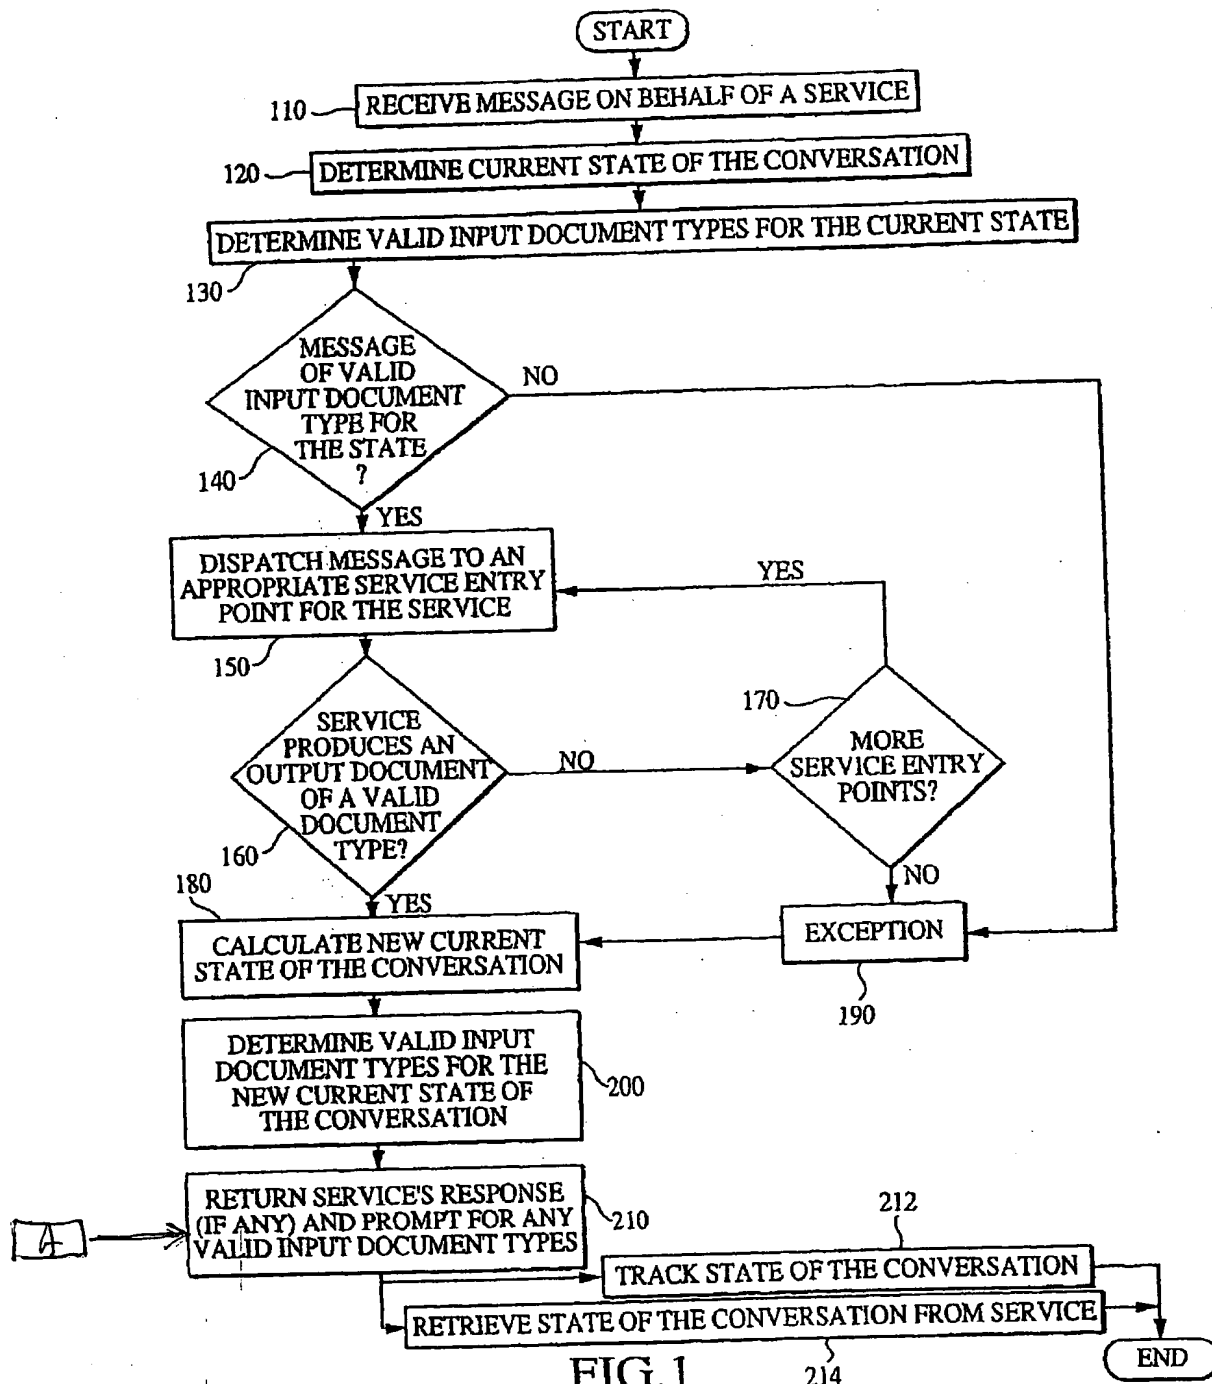 START
110
RECEIVE MESSAGE ON BEHALF OF A SERVICE
120
DETERMINE CURRENT STATE OF THE CONVERSATION
DETERMINE VALID INPUT DOCUMENT TYPES FOR THE CURRENT STATE
130
MESSAGE
OF VALID
INPUT DOCUMENT
TYPE FOR
THE STATE
?
NO
140
YES
DISPATCH MESSAGE TO AN
APPROPRIATE SERVICE ENTRY
POINT FOR THE SERVICE
YES
150
170
SERVICE
PRODUCES AN
OUTPUT DOCUMENT
OF A VALID
DOCUMENT
TYPE?
NO
MORE
SERVICE ENTRY
POINTS?
160
180
YES
NO
CALCULATE NEW CURRENT
STATE OF THE CONVERSATION
EXCEPTION
190
DETERMINE VALID INPUT
DOCUMENT TYPES FOR THE
NEW CURRENT STATE OF
THE CONVERSATION
200
RETURN SERVICE'S RESPONSE
(IF ANY) AND PROMPT FOR ANY
VALID INPUT DOCUMENT TYPES
210
212
TRACK STATE OF THE CONVERSATION
RETRIEVE STATE OF THE CONVERSATION FROM SERVICE
214
END
FIG. 1